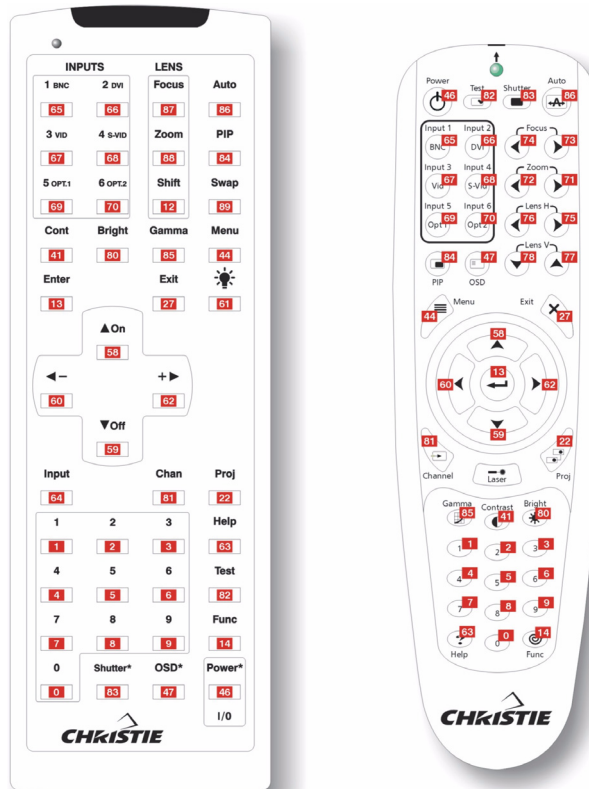 INPUTS LENS
1 BNC 2 DVI Focus Auto
65 66 87 86
3 VID 4 S-VID Zoom PIP
67 68 88 84
5 OPT.1 6 OPT.2 Shift Swap
69 70 12 89
Cont Bright Gamma Menu
41 80 85 44
Enter Exit
13 27 61
▲On
58
◄– +►
60 62
▼Off
59
Input Chan Proj
64 81 22
1 2 3 Help
1 2 3 63
4 5 6 Test
4 5 6 82
7 8 9 Func
7 8 9 14
0 Shutter* OSD* Power*
0 83 47 46
I/0
CHRISTIE
Power Test Shutter Auto
46 82 83 86
A
Input 1 Input 2 Focus
BNC 65 DVI 66 74 73
Input 3 Input 4 Zoom
Vid 67 S-Vid 68 72 71
Input 5 Input 6 Lens H
Opt1 69 Opt2 70 76 75
Lens V
84 47 78 77
PIP OSD
Menu Exit
44 27
58
60 13 62
59
81 22
Channel Laser Proj
Gamma Contrast Bright
85 41 80
1 1 2 2 3 3
4 4 5 5 6 6
7 7 8 8 9 9
? 63 0 0 14
Help Func
CHRISTIE